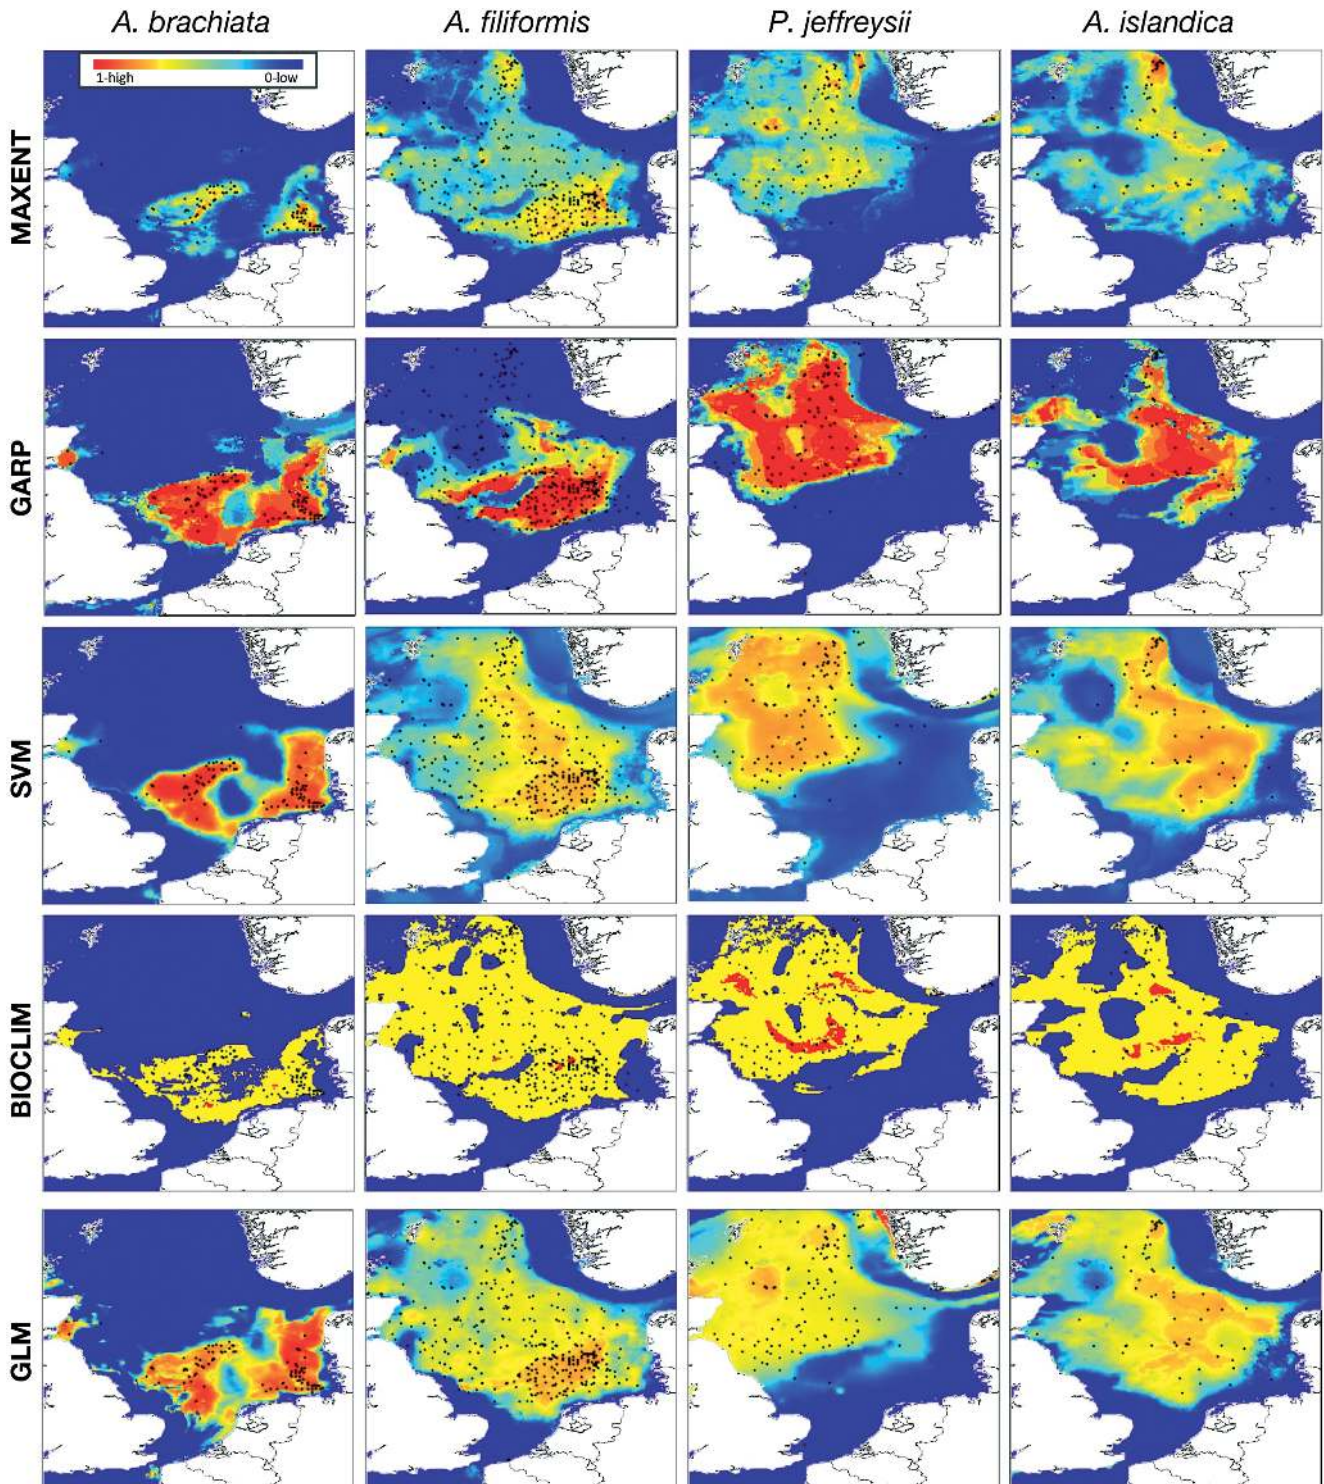 A. brachiata A. filiformis P. jeffreysii A. islandica
1-high 0-low
MAXENT
GARP
SVM
BIOCLIM
GLM